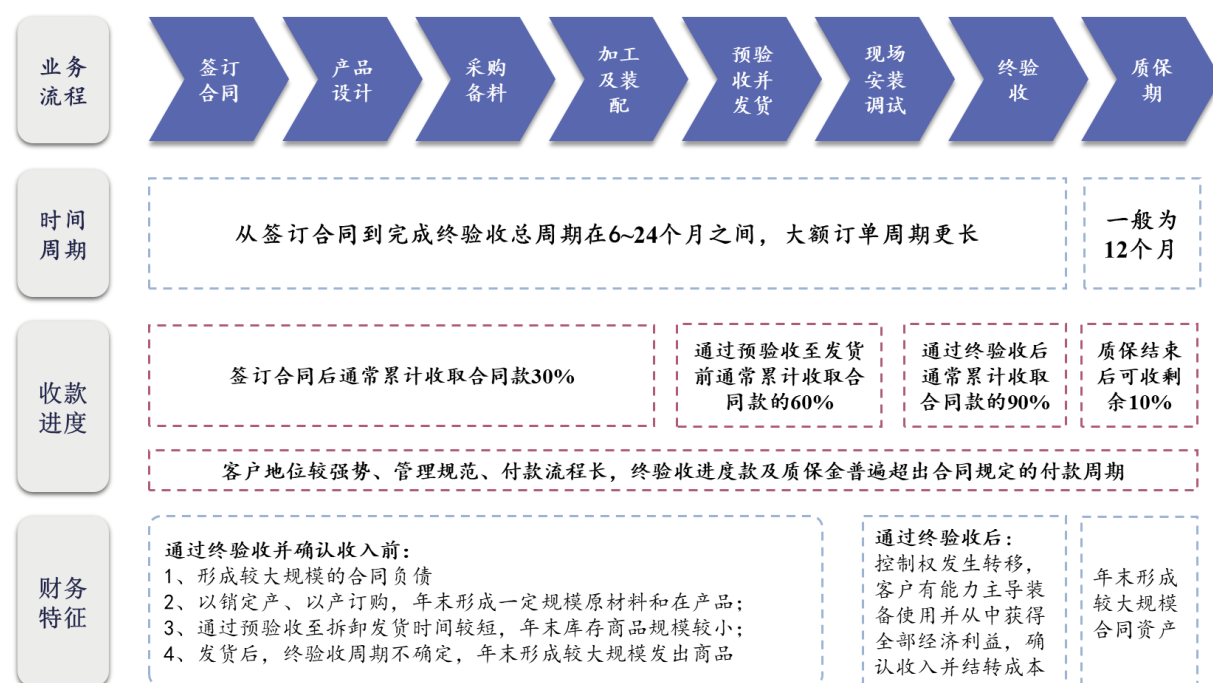 业务
流程
签订
合同
产品
设计
采购
备料
加工
及装
配
预验
收并
发货
现场
安装
调试
终验
收
质保
期
时间
周期
从签订合同到完成终验收总周期在6~24个月之间，大额订单周期更长
一般为
12个月
收款
进度
签订合同后通常累计收取合同款30%
通过预验收至发货
前通常累计收取合
同款的60%
通过终验收后
通常累计收取
合同款的90%
质保结束
后可收剩
余10%
客户地位较强势、管理规范、付款流程长，终验收进度款及质保金普遍超出合同规定的付款周期
财务
特征
通过终验收并确认收入前：
1、形成较大规模的合同负债
2、以销定产、以产订购，年末形成一定规模原材料和在产品；
3、通过预验收至拆卸发货时间较短，年末库存商品规模较小；
4、发货后，终验收周期不确定，年末形成较大规模发出商品
通过终验收后：
控制权发生转移，
客户有能力主导装
备使用并从中获得
全部经济利益，确
认收入并结转成本
年末形成
较大规模
合同资产